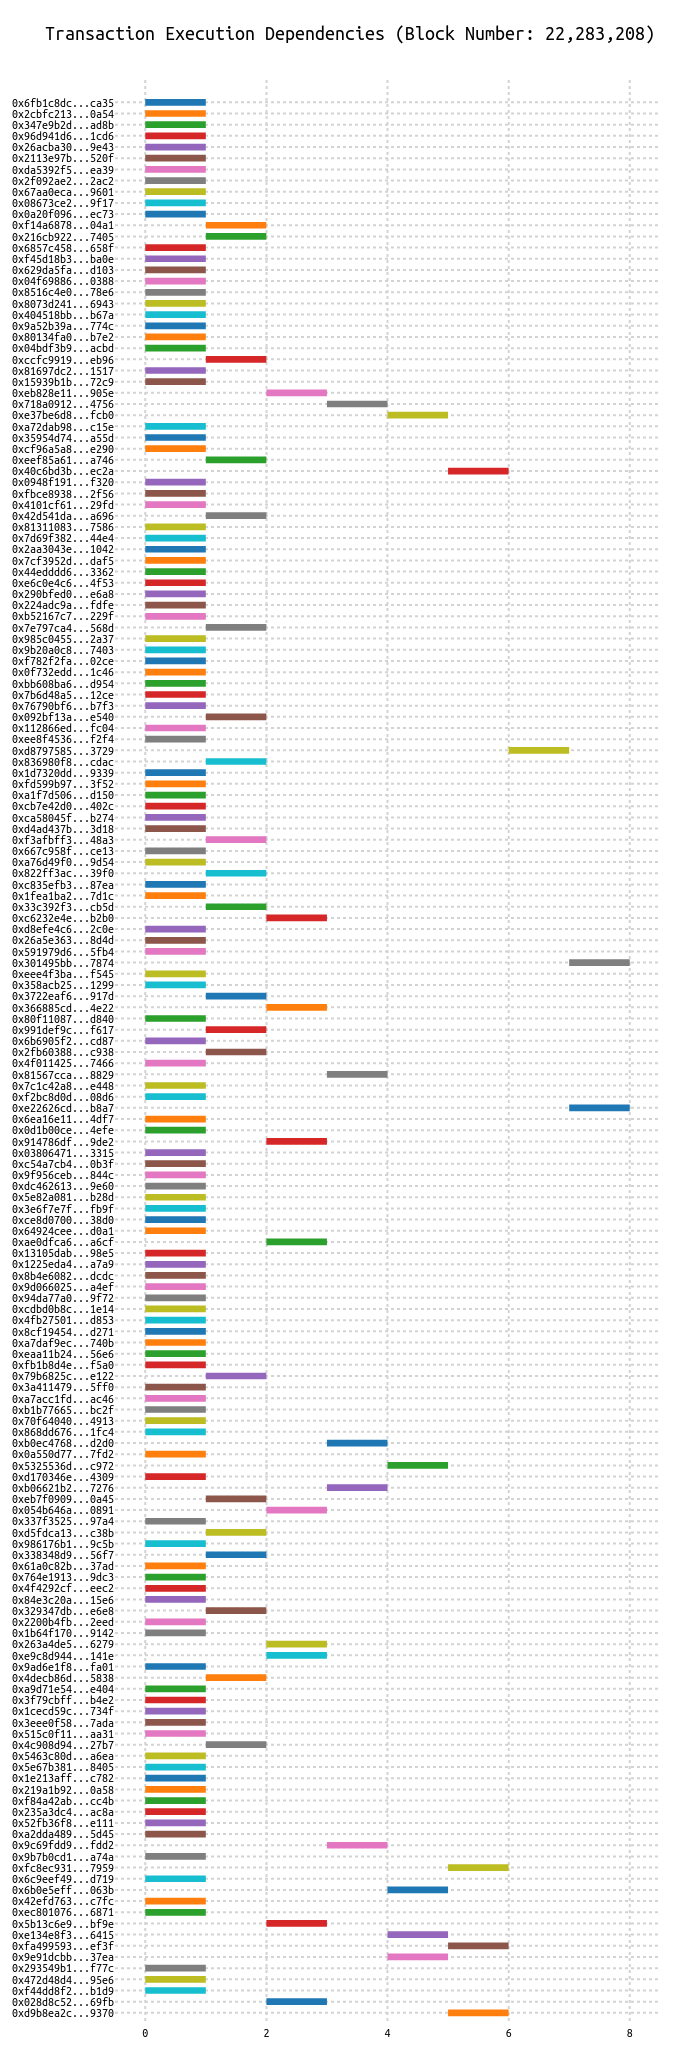 Transaction Execution Dependencies (Block Number: 22,283,208)
0x6fb1c8dc...ca35
0x2cbfc213...0a54
0x347e9b2d...ad8b
0x96d941d6...1cd6
0x26acba30...9e43
0x2113e97b...520f
0xda5392f5...ea39
0x2f092ae2...2ac2
0x67aa0eca...9601
0x08673ce2...9f17
0x0a20f096...ec73
0xf14a6878...04a1
0x216cb922...7405
0x6857c458...658f
0xf45d18b3...ba0e
0x629da5fa...d103
0x04f69886...0388
0x8516c4e0...78e6
0x8073d241...6943
0x404518bb...b67a
0x9a52b39a...774c
0x80134fa0...b7e2
0x04bdf3b9...acbd
0xccfc9919...eb96
0x81697dc2...1517
0x15939b1b...72c9
0xeb828e11...905e
0x718a0912...4756
0xe37be6d8...fcb0
0xa72dab98...c15e
0x35954d74...a55d
0xcf96a5a8...e290
0xeef85a61...a746
0x40c6bd3b...ec2a
0x0948f191...f320
0xfbce8938...2f56
0x4101cf61...29fd
0x42d541da...a696
0x81311083...7586
0x7d69f382...44e4
0x2aa3043e...1042
0x7cf3952d...daf5
0x44edddd6...3362
0xe6c0e4c6...4f53
0x290bfed0...e6a8
0x224adc9a...fdfe
0xb52167c7...229f
0x7e797ca4...568d
0x985c0455...2a37
0x9b20a0c8...7403
0xf782f2fa...02ce
0x0f732edd...1c46
0xbb608ba6...d954
0x7b6d48a5...12ce
0x76790bf6...b7f3
0x092bf13a...e540
0x112866ed...fc04
0xee8f4536...f2f4
0xd8797585...3729
0x836980f8...cdac
0x1d7320dd...9339
0xfd599b97...3f52
0xa1f7d506...d150
0xcb7e42d0...402c
0xca58045f...b274
0xd4ad437b...3d18
0xf3afbff3...48a3
0x667c958f...ce13
0xa76d49f0...9d54
0x822ff3ac...39f0
0xc835efb3...87ea
0x1fea1ba2...7d1c
0x33c392f3...cb5d
0xc6232e4e...b2b0
0xd8efe4c6...2c0e
0x26a5e363...8d4d
0x591979d6...5fb4
0x301495bb...7874
0xeee4f3ba...f545
0x358acb25...1299
0x3722eaf6...917d
0x366885cd...4e22
0x80f11087...d840
0x991def9c...f617
0x6b6905f2...cd87
0x2fb60388...c938
0x4f011425...7466
0x81567cca...8829
0x7c1c42a8...e448
0xf2bc8d0d...08d6
0xe22626cd...b8a7
0x6ea16e11...4df7
0x0d1b00ce...4efe
0x914786df...9de2
0x03806471...3315
0xc54a7cb4...0b3f
0x9f956ceb...844c
0xdc462613...9e60
0x5e82a081...b28d
0x3e6f7e7f...fb9f
0xce8d0700...38d0
0x64924cee...d0a1
0xae0dfca6...a6cf
0x13105dab...98e5
0x1225eda4...a7a9
0x8b4e6082...dcdc
0x9d066025...a4ef
0x94da77a0...9f72
0xcdbd0b8c...1e14
0x4fb27501...d853
0x8cf19454...d271
0xa7daf9ec...740b
0xeaa11b24...56e6
0xfb1b8d4e...f5a0
0x79b6825c...e122
0x3a411479...5ff0
0xa7acc1fd...ac46
0xb1b77665...bc2f
0x70f64040...4913
0x868dd676...1fc4
0xb0ec4768...d2d0
0x0a550d77...7fd2
0x5325536d...c972
0xd170346e...4309
0xb06621b2...7276
0xeb7f0909...0a45
0x054b646a...0891
0x337f3525...97a4
0xd5fdca13...c38b
0x986176b1...9c5b
0x338348d9...56f7
0x61a0c82b...37ad
0x764e1913...9dc3
0x4f4292cf...eec2
0x84e3c20a...15e6
0x329347db...e6e8
0x2200b4fb...2eed
0x1b64f170...9142
0x263a4de5...6279
0xe9c8d944...141e
0x9ad6e1f8...fa01
0x4decb86d...5838
0xa9d71e54...e404
0x3f79cbff...b4e2
0x1cecd59c...734f
0x3eee0f58...7ada
0x515c0f11...aa31
0x4c908d94...27b7
0x5463c80d...a6ea
0x5e67b381...8405
0x1e213aff...c782
0x219a1b92...0a58
0xf84a42ab...cc4b
0x235a3dc4...ac8a
0x52fb36f8...e111
0xa2dda489...5d45
0x9c69fdd9...fdd2
0x9b7b0cd1...a74a
0xfc8ec931...7959
0x6c9eef49...d719
0x6b0e5eff...063b
0x42efd763...c7fc
0xec801076...6871
0x5b13c6e9...bf9e
0xe134e8f3...6415
0xfa499593...ef3f
0x9e91dcbb...37ea
0x293549b1...f77c
0x472d48d4...95e6
0xf44dd8f2...b1d9
0x028d8c52...69fb
0xd9b8ea2c...9370
0 2 4 6 8